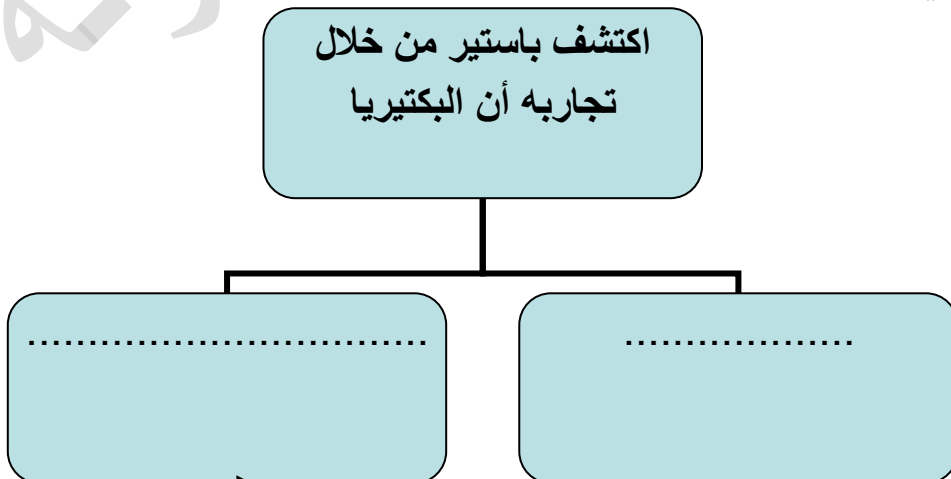 اكتشف باستير من خلال
تجاربه أن البكتيريا
...................
.................................